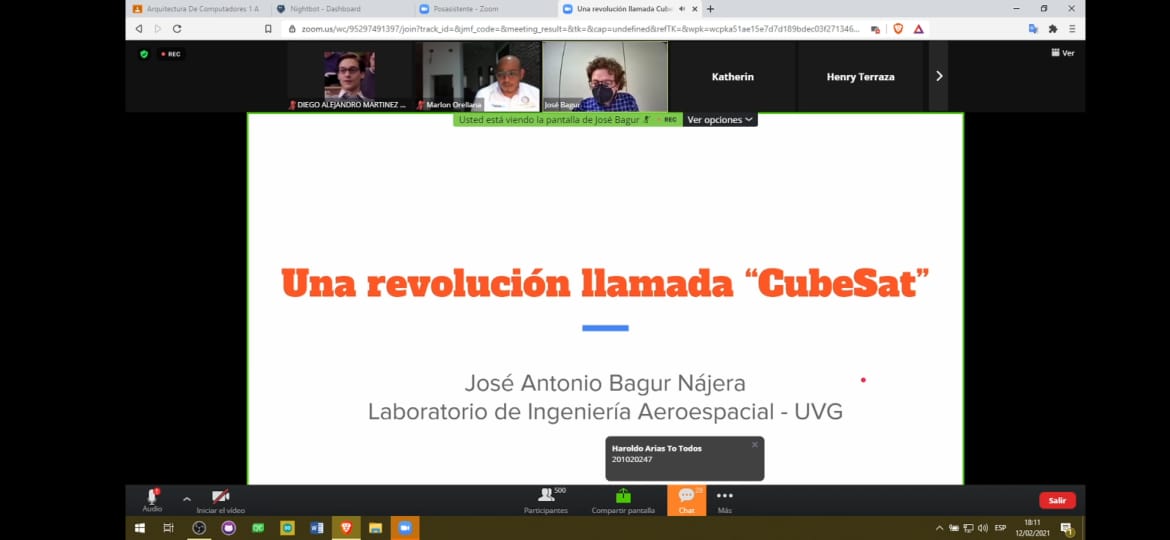 Arquitectura De Computadores 1 A
Nightbot - Dashboard
Posasistente - Zoom
Una revolución llamada Cube
zoom.us/wc/95297491397/join?track_id=&jmf_code=&meeting_result=&tk=&cap=undefined&refTK=&wpk=wcpka51ae15e7d7d189bdec03f271346...
REC
Ver
DIEGO ALEJANDRO MARTINEZ ...
Marlon Orellana
José Bagur
Katherin
Henry Terraza
Usted está viendo la pantalla de José Bagur
REC
Ver opciones
Una revolución llamada “CubeSat”
José Antonio Bagur Nájera
Laboratorio de Ingeniería Aeroespacial - UVG
Haroldo Arias To Todos
201020247
Audio
Iniciar el vídeo
500
Participantes
Compartir pantalla
Chat
Más
Salir
ESP
18:11
12/02/2021